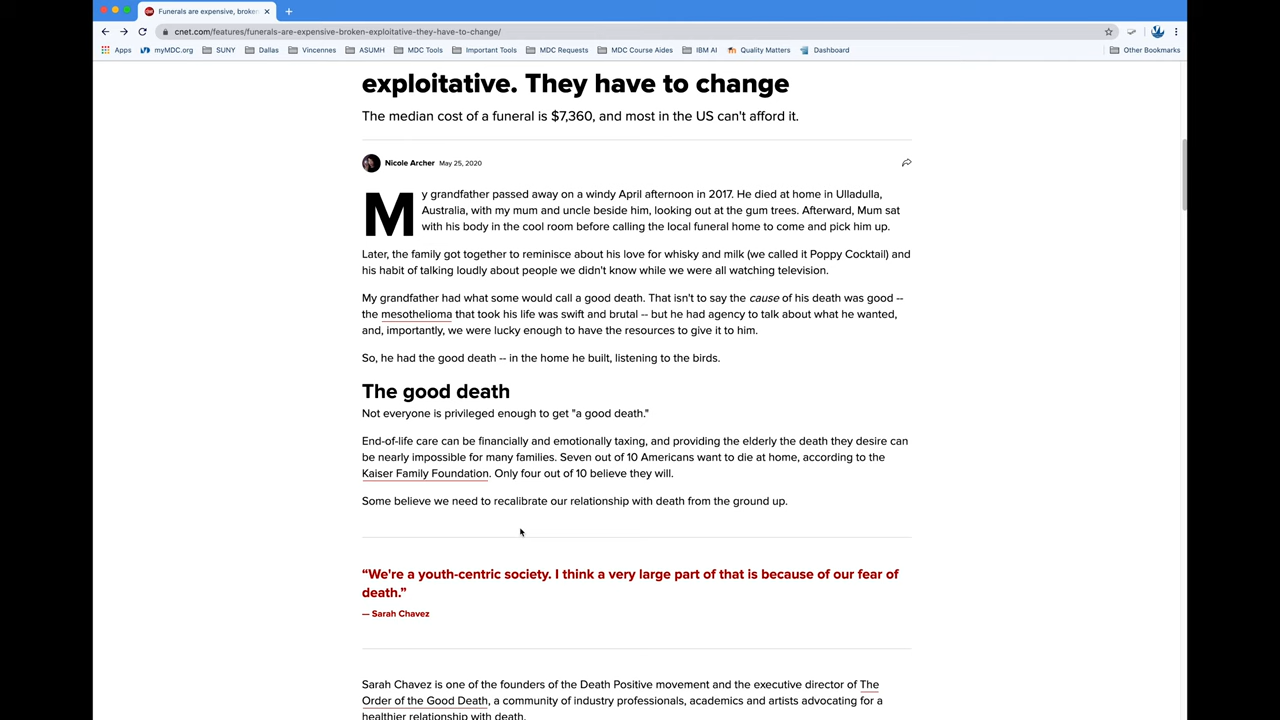 Funerals are expensive, broke
cnet.com/features/funerals-are-expensive-broken-exploitative-they-have-to-change/
Apps myMDC.org SUNY Dallas Vincennes ASUMH MDC Tools Important Tools MDC Requests MDC Course Aides IBM AI Quality Matters Dashboard Other Bookmarks
exploitative. They have to change
The median cost of a funeral is $7,360, and most in the US can't afford it.
Nicole Archer May 25, 2020
My grandfather passed away on a windy April afternoon in 2017. He died at home in Ulladulla,
Australia, with my mum and uncle beside him, looking out at the gum trees. Afterward, Mum sat
with his body in the cool room before calling the local funeral home to come and pick him up.
Later, the family got together to reminisce about his love for whisky and milk (we called it Poppy Cocktail) and
his habit of talking loudly about people we didn't know while we were all watching television.
My grandfather had what some would call a good death. That isn't to say the cause of his death was good --
the mesothelioma that took his life was swift and brutal -- but he had agency to talk about what he wanted,
and, importantly, we were lucky enough to have the resources to give it to him.
So, he had the good death -- in the home he built, listening to the birds.
The good death
Not everyone is privileged enough to get "a good death."
End-of-life care can be financially and emotionally taxing, and providing the elderly the death they desire can
be nearly impossible for many families. Seven out of 10 Americans want to die at home, according to the
Kaiser Family Foundation. Only four out of 10 believe they will.
Some believe we need to recalibrate our relationship with death from the ground up.
“We're a youth-centric society. I think a very large part of that is because of our fear of
death.”
— Sarah Chavez
Sarah Chavez is one of the founders of the Death Positive movement and the executive director of The
Order of the Good Death, a community of industry professionals, academics and artists advocating for a
healthier relationship with death.